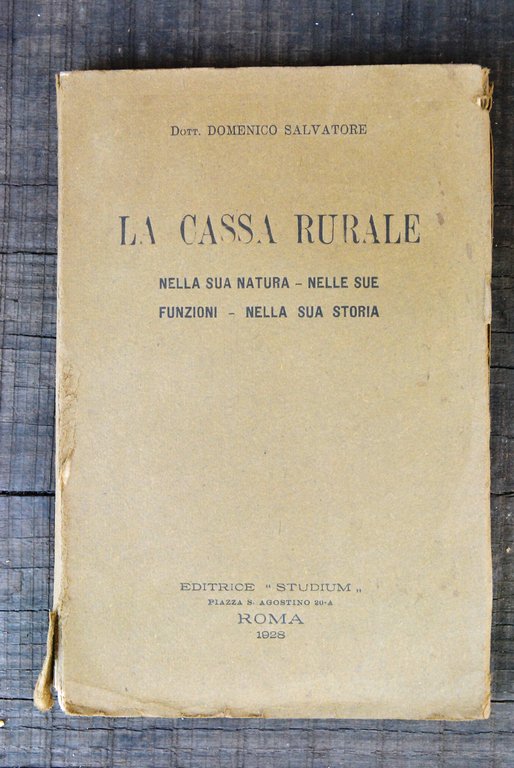 Dott. DOMENICO SALVATORE
LA CASSA RURALE
NELLA SUA NATURA - NELLE SUE
FUNZIONI - NELLA SUA STORIA
EDITRICE "STUDIUM„
PIAZZA S. AGOSTINO 20-A
ROMA
1928